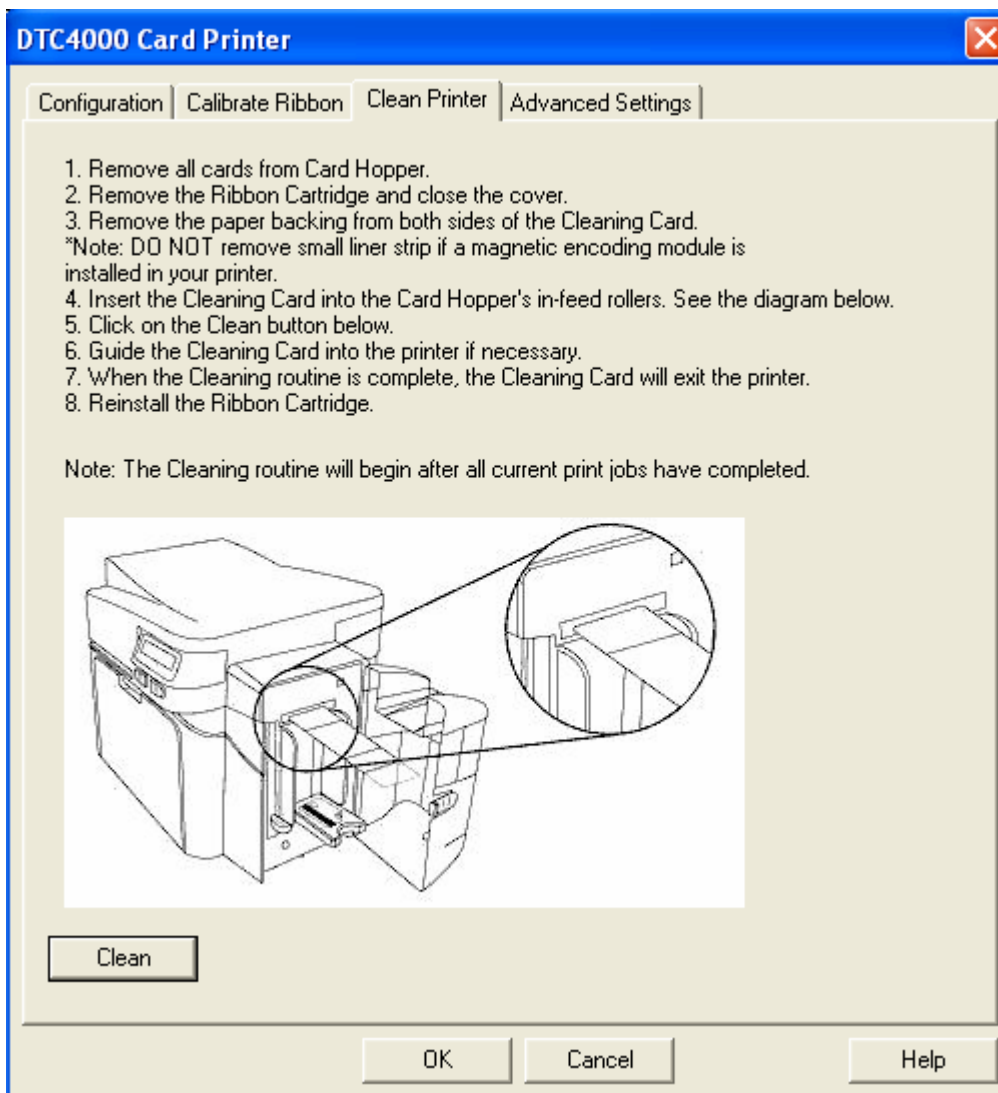 DTC4000 Card Printer
Configuration
Calibrate Ribbon
Clean Printer
Advanced Settings
1. Remove all cards from Card Hopper.
2. Remove the Ribbon Cartridge and close the cover.
3. Remove the paper backing from both sides of the Cleaning Card.
*Note: DO NOT remove small liner strip if a magnetic encoding module is
installed in your printer.
4. Insert the Cleaning Card into the Card Hopper's in-feed rollers. See the diagram below.
5. Click on the Clean button below.
6. Guide the Cleaning Card into the printer if necessary.
7. When the Cleaning routine is complete, the Cleaning Card will exit the printer.
8. Reinstall the Ribbon Cartridge.
Note: The Cleaning routine will begin after all current print jobs have completed.
Clean
OK
Cancel
Help